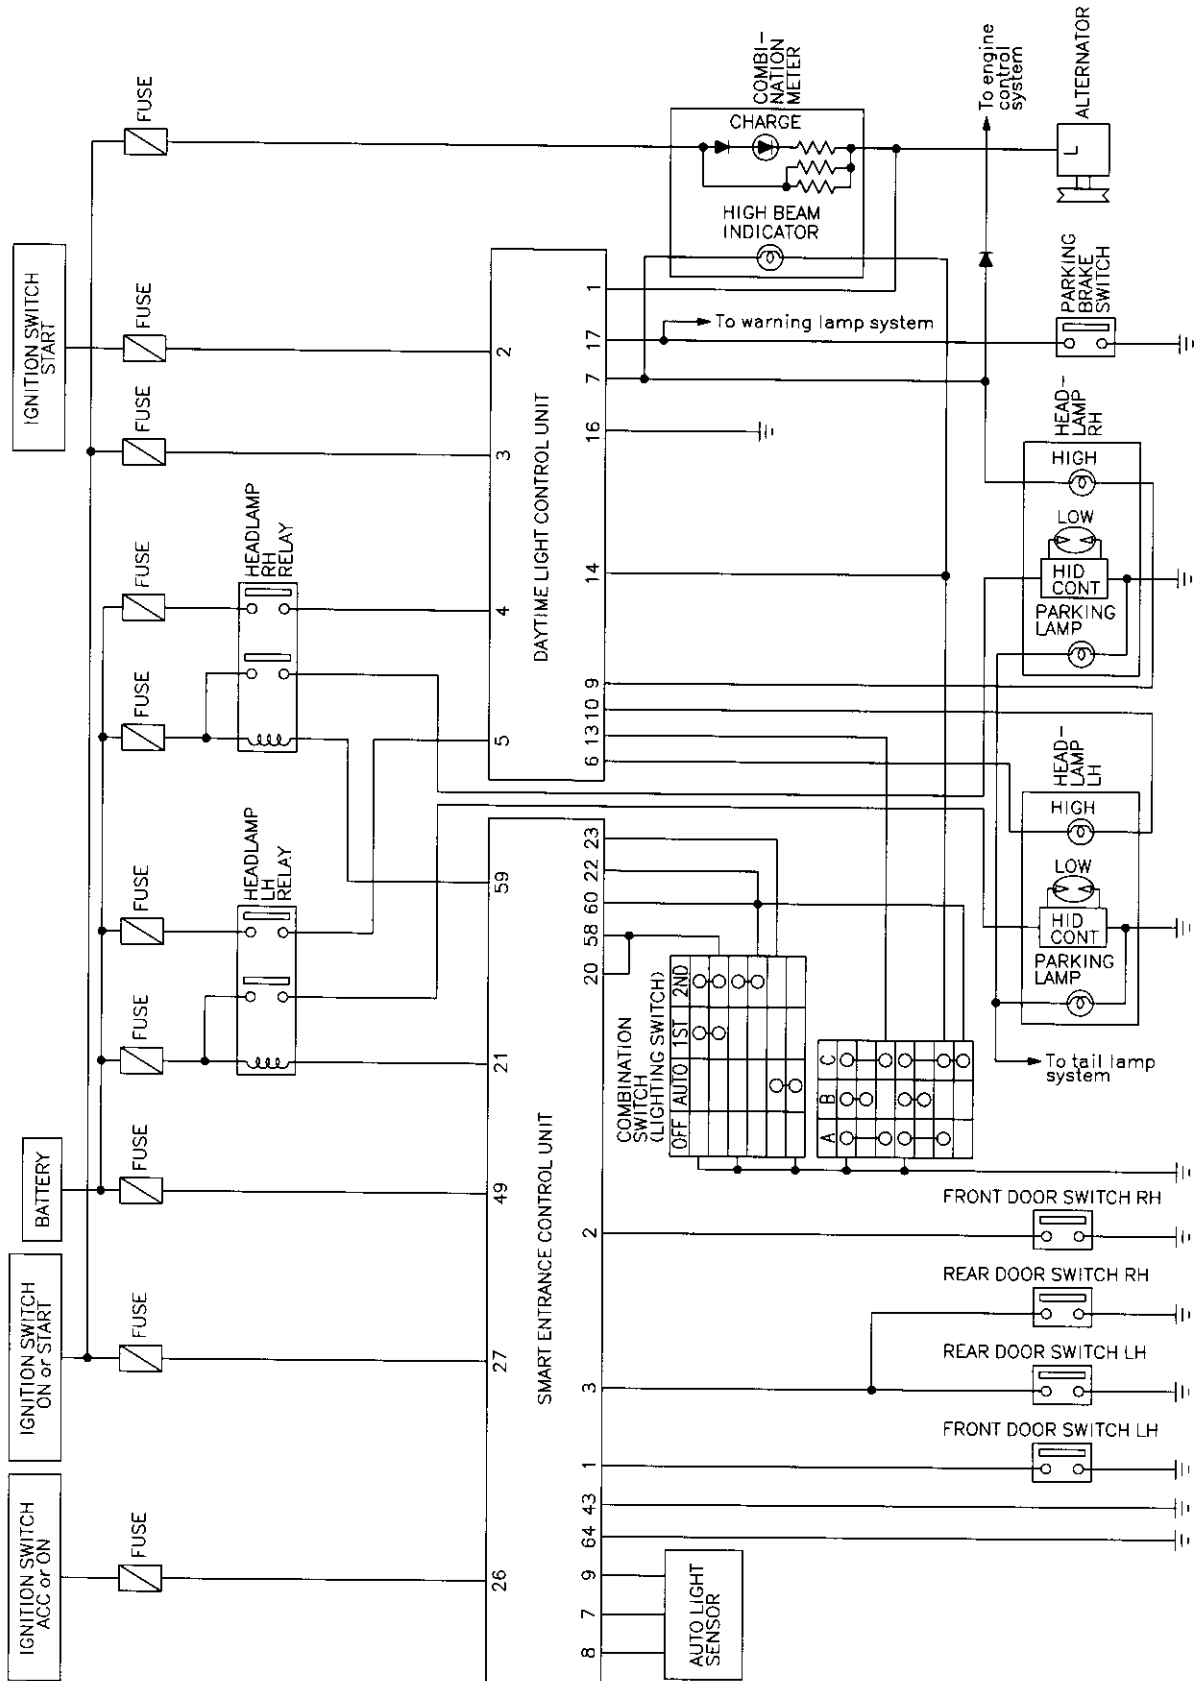 IGNITION SWITCH
START
BATTERY
IGNITION SWITCH
ON or START
IGNITION SWITCH
ACC or ON
FUSE
FUSE
FUSE
FUSE
FUSE
FUSE
FUSE
FUSE
FUSE
FUSE
HEADLAMP
RH
RELAY
HEADLAMP
LH
RELAY
DAYTIME LIGHT CONTROL UNIT
2
3
4
5
1
17
7
16
14
9
10
13
6
SMART ENTRANCE CONTROL UNIT
59
21
49
27
26
23
22
60
58
20
2
3
1
43
64
9
7
8
COMBI-
NATION
METER
CHARGE
HIGH BEAM
INDICATOR
To engine
control
system
ALTERNATOR
L
To warning lamp system
PARKING
BRAKE
SWITCH
HEAD-
LAMP
RH
HIGH
LOW
HID
CONT
PARKING
LAMP
HEAD-
LAMP
LH
HIGH
LOW
HID
CONT
PARKING
LAMP
To tail lamp
system
COMBINATION
SWITCH
(LIGHTING SWITCH)
OFF AUTO 1ST 2ND
A B C
FRONT DOOR SWITCH RH
REAR DOOR SWITCH RH
REAR DOOR SWITCH LH
FRONT DOOR SWITCH LH
AUTO LIGHT
SENSOR